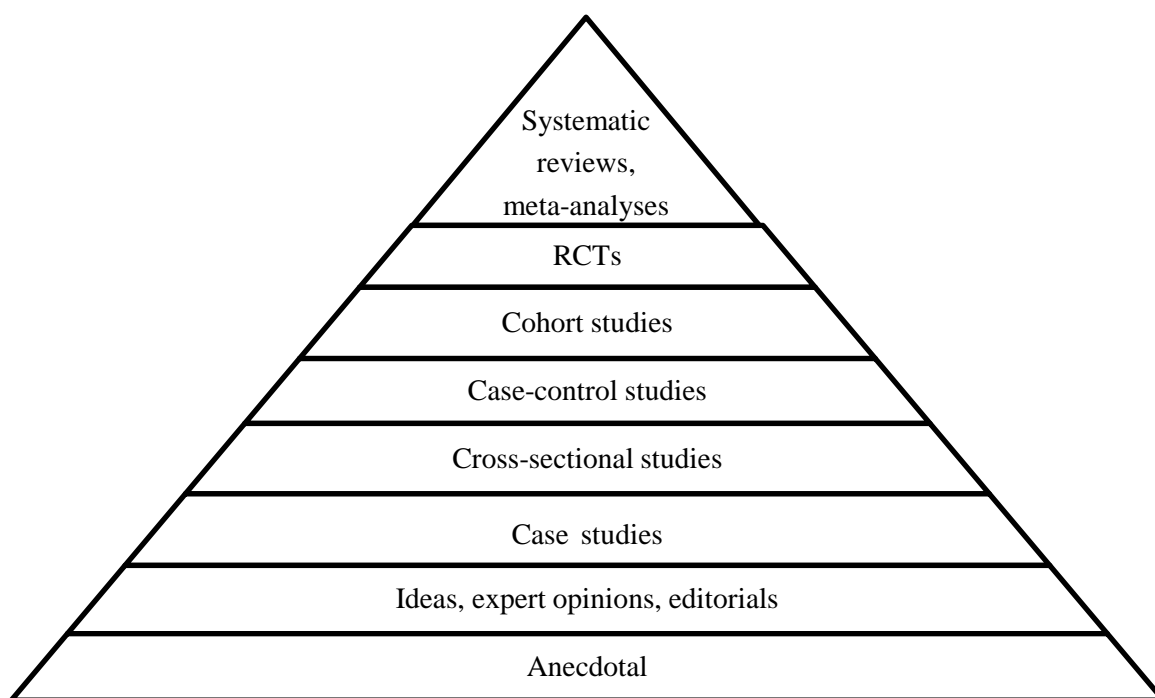 Systematic
reviews,
meta-analyses
RCTs
Cohort studies
Case-control studies
Cross-sectional studies
Case studies
Ideas, expert opinions, editorials
Anecdotal